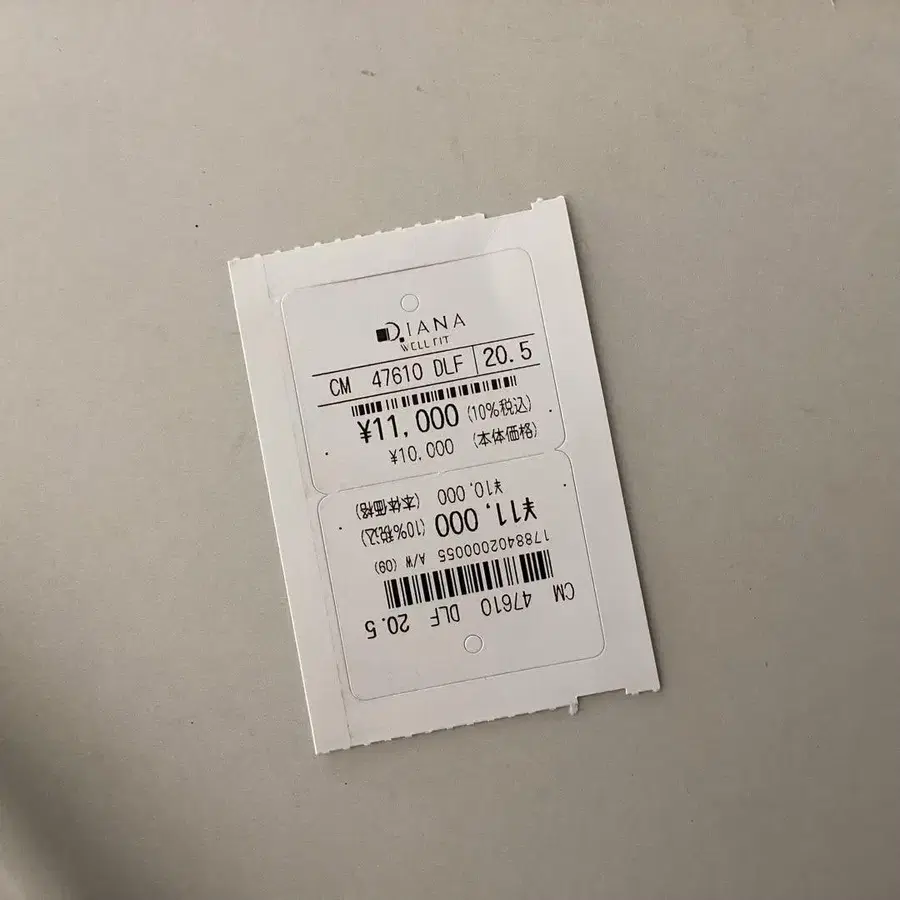 DIANA
WELL FIT
CM 47610 DLF 20.5
¥11,000 (10%税込)
¥10,000 (本体価格)
CM 47610 DLF 20.5
1788402000055 A/W (09)
¥11,000 (10%税込)
¥10,000 (本体価格)